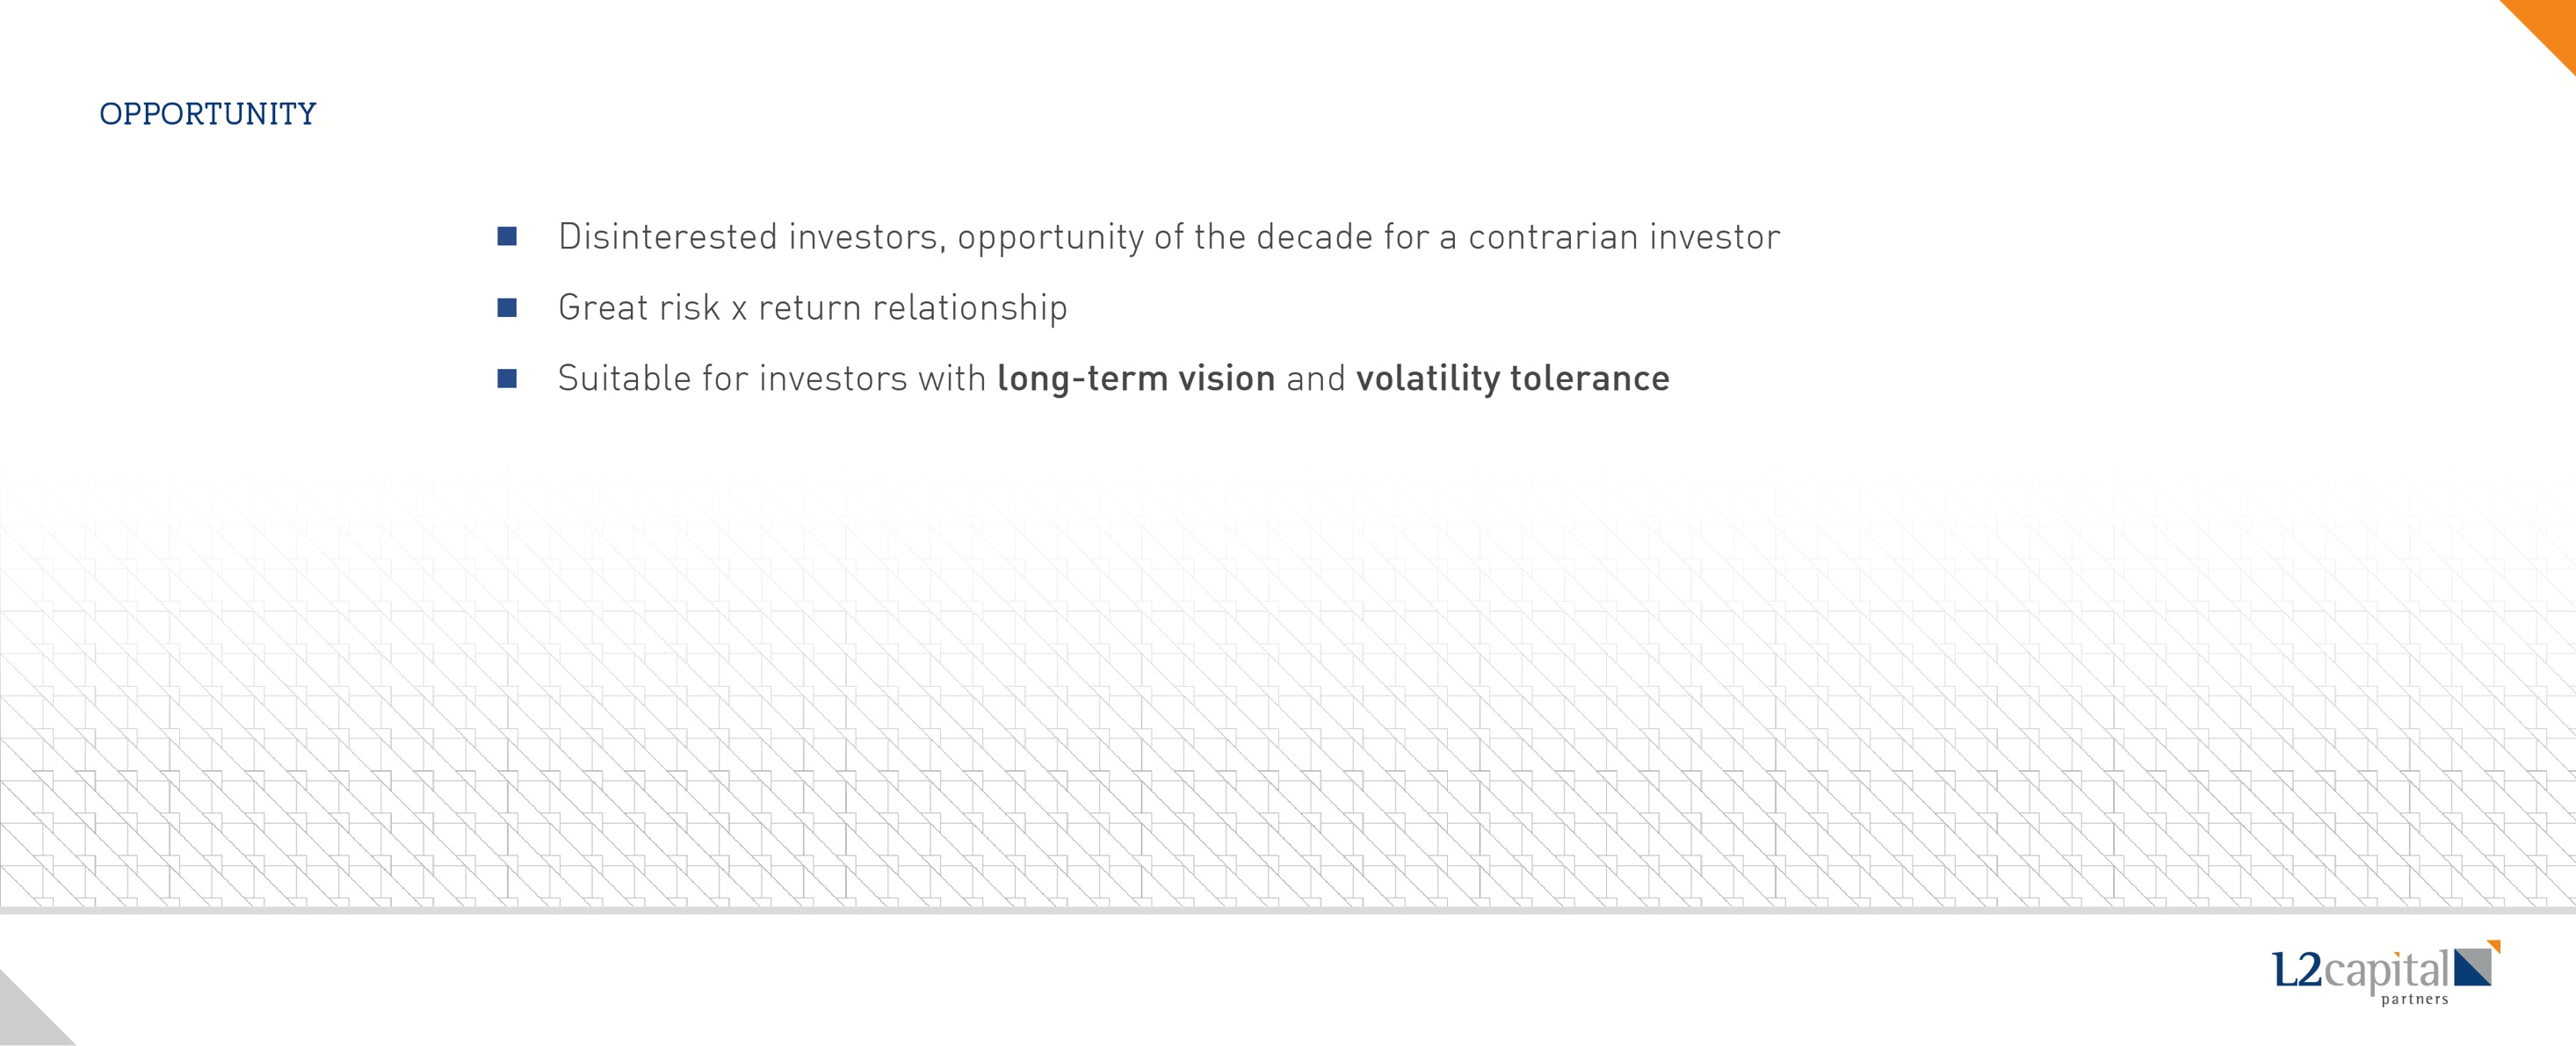 OPPORTUNITY
Disinterested investors, opportunity of the decade for a contrarian investor
Great risk x return relationship
Suitable for investors with long-term vision and volatility tolerance
L2capital
partners